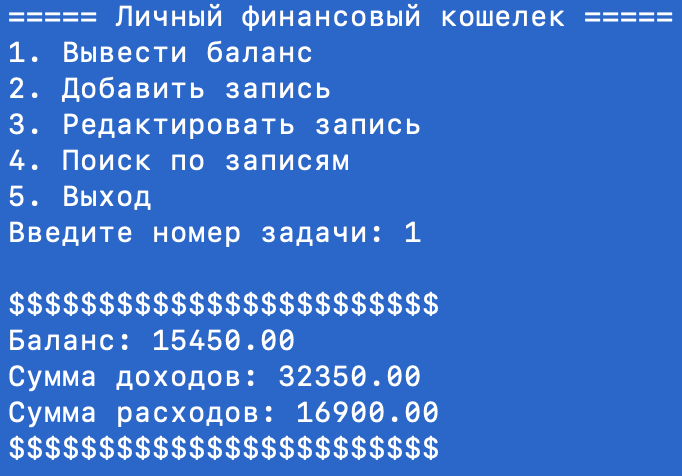 ===== Личный финансовый кошелек =====
1. Вывести баланс
2. Добавить запись
3. Редактировать запись
4. Поиск по записям
5. Выход
Введите номер задачи: 1
$$$$$$$$$$$$$$$$$$$$$$$$
Баланс: 15450.00
Сумма доходов: 32350.00
Сумма расходов: 16900.00
$$$$$$$$$$$$$$$$$$$$$$$$